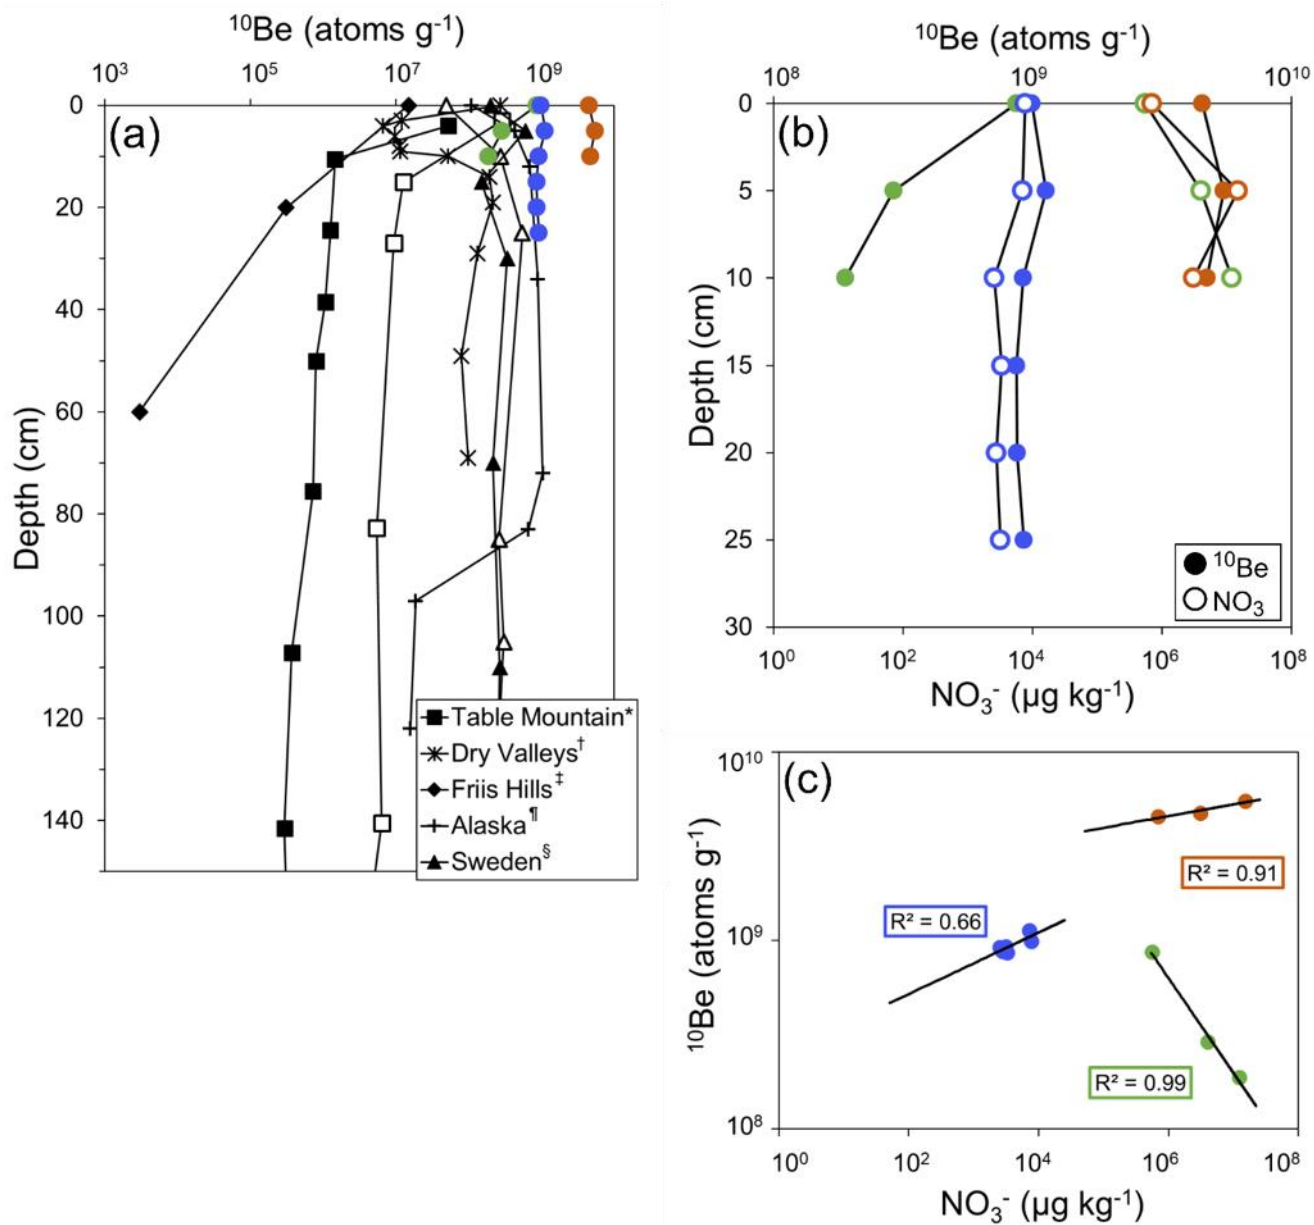 ¹⁰Be (atoms g⁻¹)
10³ 10⁵ 10⁷ 10⁹
(a)
0
20
40
60
80
100
120
140
Depth (cm)
Table Mountain*
Dry Valleys†
Friis Hills‡
Alaska¶
Sweden§
¹⁰Be (atoms g⁻¹)
10⁸ 10⁹ 10¹⁰
(b)
0
5
10
15
20
25
30
Depth (cm)
¹⁰Be
NO₃
10⁰ 10² 10⁴ 10⁶ 10⁸
NO₃⁻ (µg kg⁻¹)
(c)
10¹⁰
10⁹
10⁸
¹⁰Be (atoms g⁻¹)
R² = 0.91
R² = 0.66
R² = 0.99
10⁰ 10² 10⁴ 10⁶ 10⁸
NO₃⁻ (µg kg⁻¹)